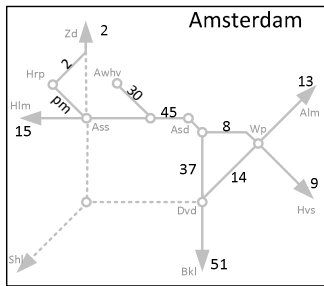 Amsterdam
Zd 2
Hrp 2 Awhv 30 13
Hlm pm 45 Alm
15 Ass Asd 8 Wp
37 14 9
Hvs
Dvd
Shl Bkl 51